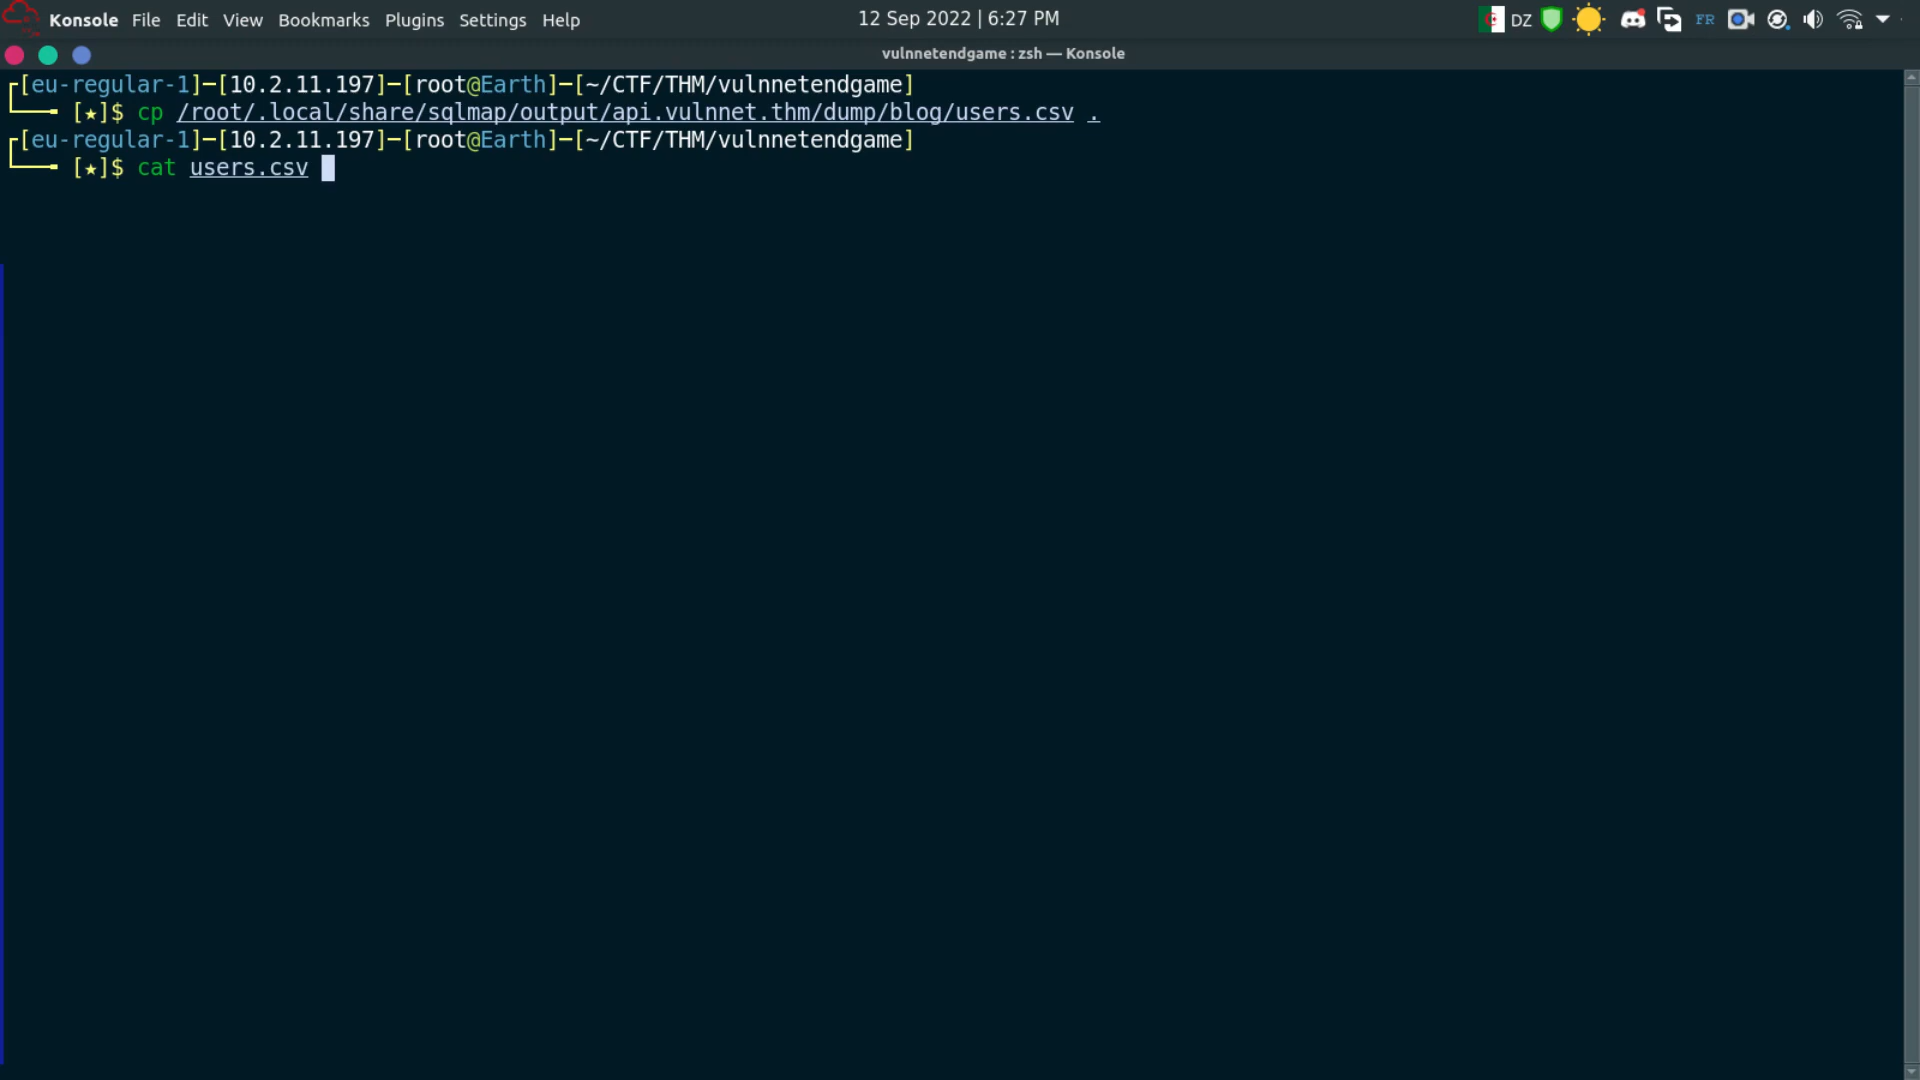 Konsole File Edit View Bookmarks Plugins Settings Help 12 Sep 2022 | 6:27 PM DZ FR
vulnnetendgame : zsh — Konsole
┌[eu-regular-1]─[10.2.11.197]─[root@Earth]─[~/CTF/THM/vulnnetendgame]
└──╼ [★]$ cp /root/.local/share/sqlmap/output/api.vulnnet.thm/dump/blog/users.csv .
┌[eu-regular-1]─[10.2.11.197]─[root@Earth]─[~/CTF/THM/vulnnetendgame]
└──╼ [★]$ cat users.csv